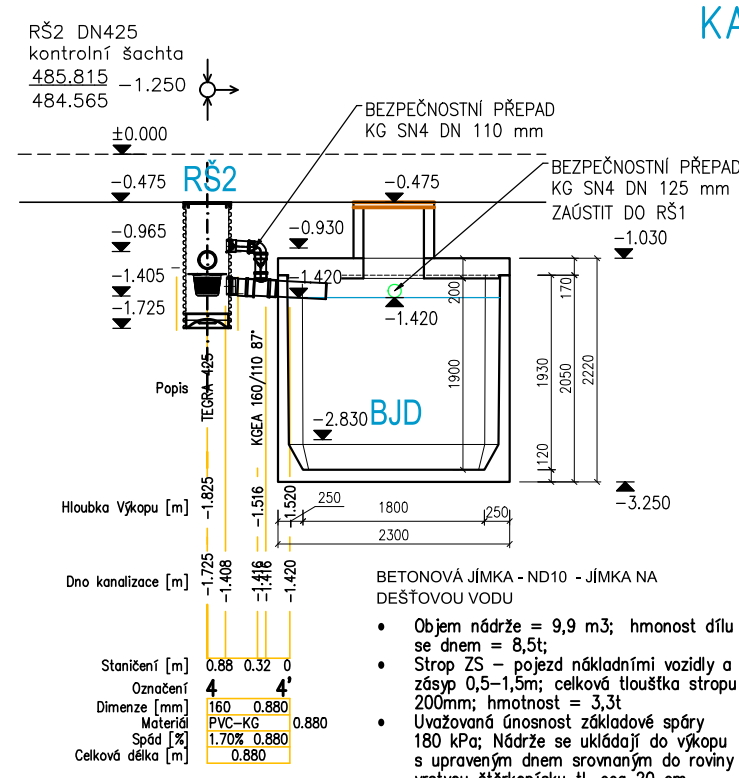 KA
RŠ2 DN425
kontrolní šachta
485.815
484.565
-1.250
±0.000
BEZPEČNOSTNÍ PŘEPAD
KG SN4 DN 110 mm
BEZPEČNOSTNÍ PŘEPAD
KG SN4 DN 125 mm
ZAÚSTIT DO RŠ1
-0.475
RŠ2
-0.475
-0.965
-0.930
-1.030
-1.405
-1.420
200
170
-1.725
-1.420
TEGRA 425
KGEA 160/110 87°
Popis
1900
1930
2050
2220
-2.830
BJD
120
Hloubka Výkopu [m]
-1.825
-1.516
-1.520
250
1800
250
2300
-3.250
Dno kanalizace [m]
-1.725
-1.408
-1.416
-1.416
-1.420
BETONOVÁ JÍMKA - ND10 - JÍMKA NA
DEŠŤOVOU VODU
• Objem nádrže = 9,9 m3; hmonost dílu
se dnem = 8,5t;
• Strop ZS – pojezd nákladními vozidly a
zásyp 0,5–1,5m; celková tloušťka stropu
200mm; hmotnost = 3,3t
• Uvažovaná únosnost základové spáry
180 kPa; Nádrže se ukládají do výkopu
s upraveným dnem srovnaným do roviny
vrstvou štěrkopísku tl. cca 20 cm
Staničení [m] 0.88 0.32 0
Označení 4 4'
Dimenze [mm] 160 0.880
Materiál PVC–KG 0.880
Spád [%] 1.70% 0.880
Celková délka [m] 0.880